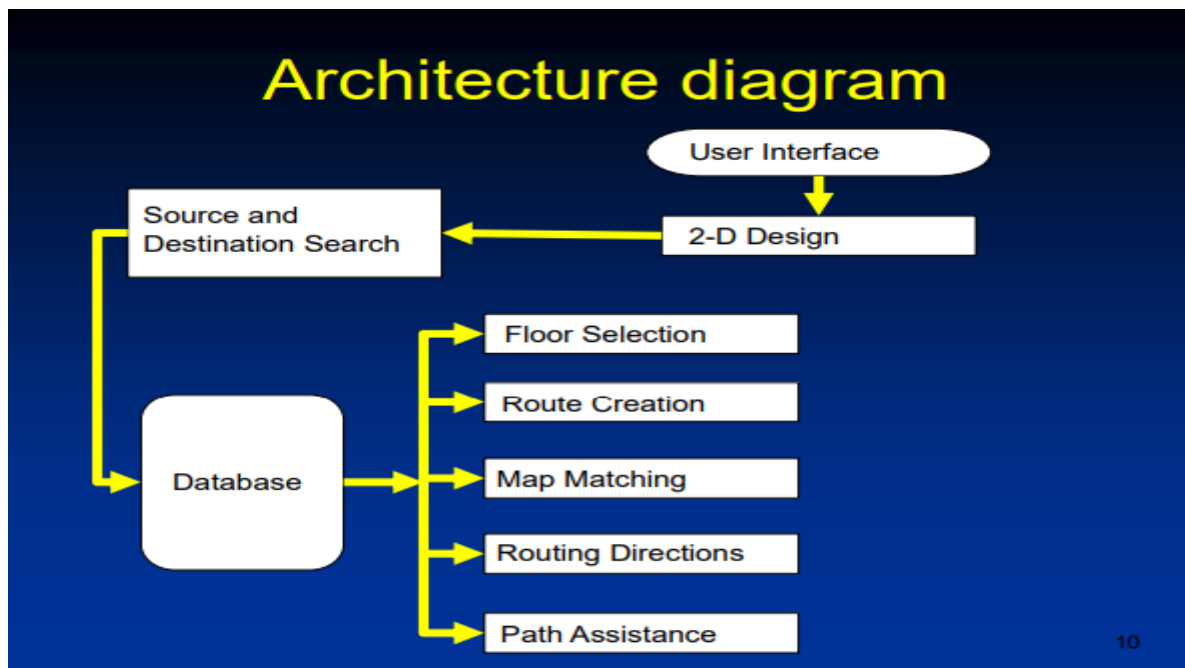 Architecture diagram
User Interface
Source and
Destination Search
2-D Design
Floor Selection
Route Creation
Map Matching
Database
Routing Directions
Path Assistance
10